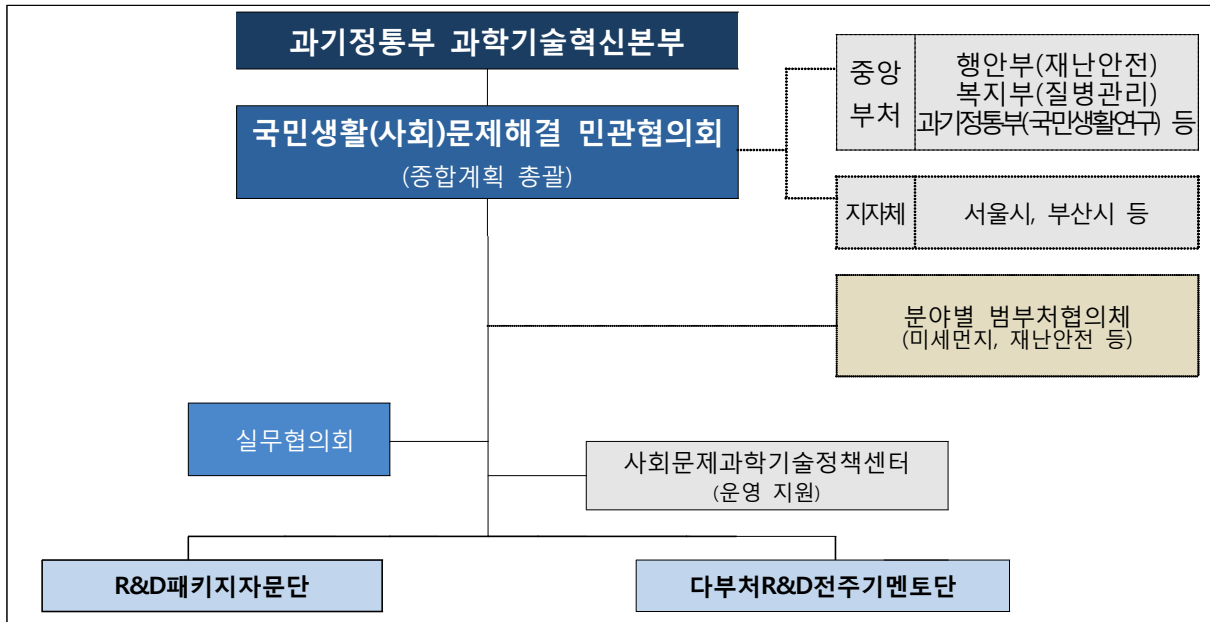 과기정통부 과학기술혁신본부
국민생활(사회)문제해결 민관협의회
(종합계획 총괄)
중앙
부처
행안부(재난안전)
복지부(질병관리)
과기정통부(국민생활연구) 등
지자체
서울시, 부산시 등
분야별 범부처협의체
(미세먼지, 재난안전 등)
실무협의회
사회문제과학기술정책센터
(운영 지원)
R&D패키지자문단
다부처R&D전주기멘토단